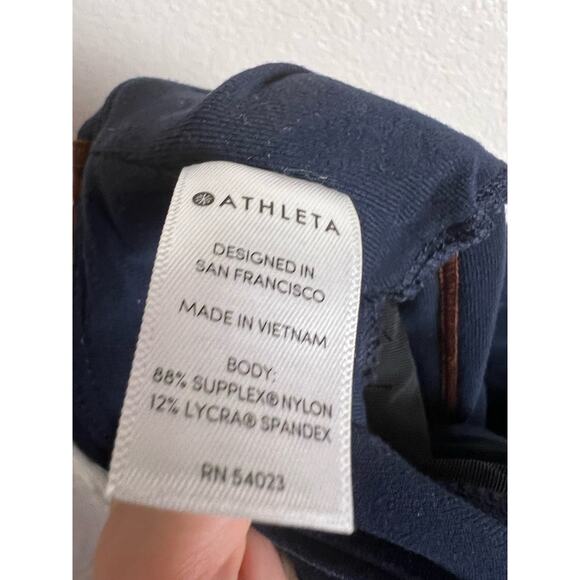 ATHLETA
DESIGNED IN
SAN FRANCISCO
MADE IN VIETNAM
BODY:
88% SUPPLEX® NYLON
12% LYCRA® SPANDEX
RN 54023